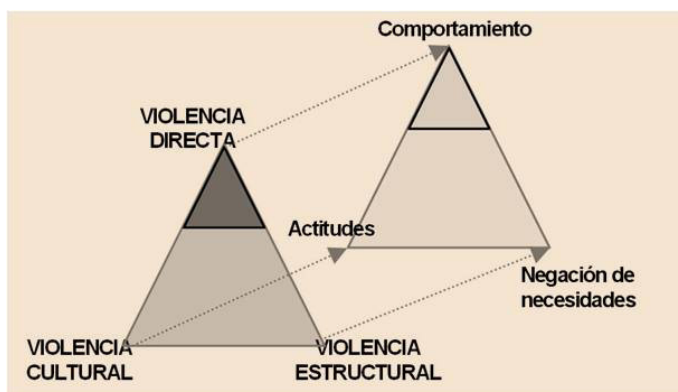 Comportamiento
VIOLENCIA
DIRECTA
Actitudes
Negación de
necesidades
VIOLENCIA
CULTURAL
VIOLENCIA
ESTRUCTURAL